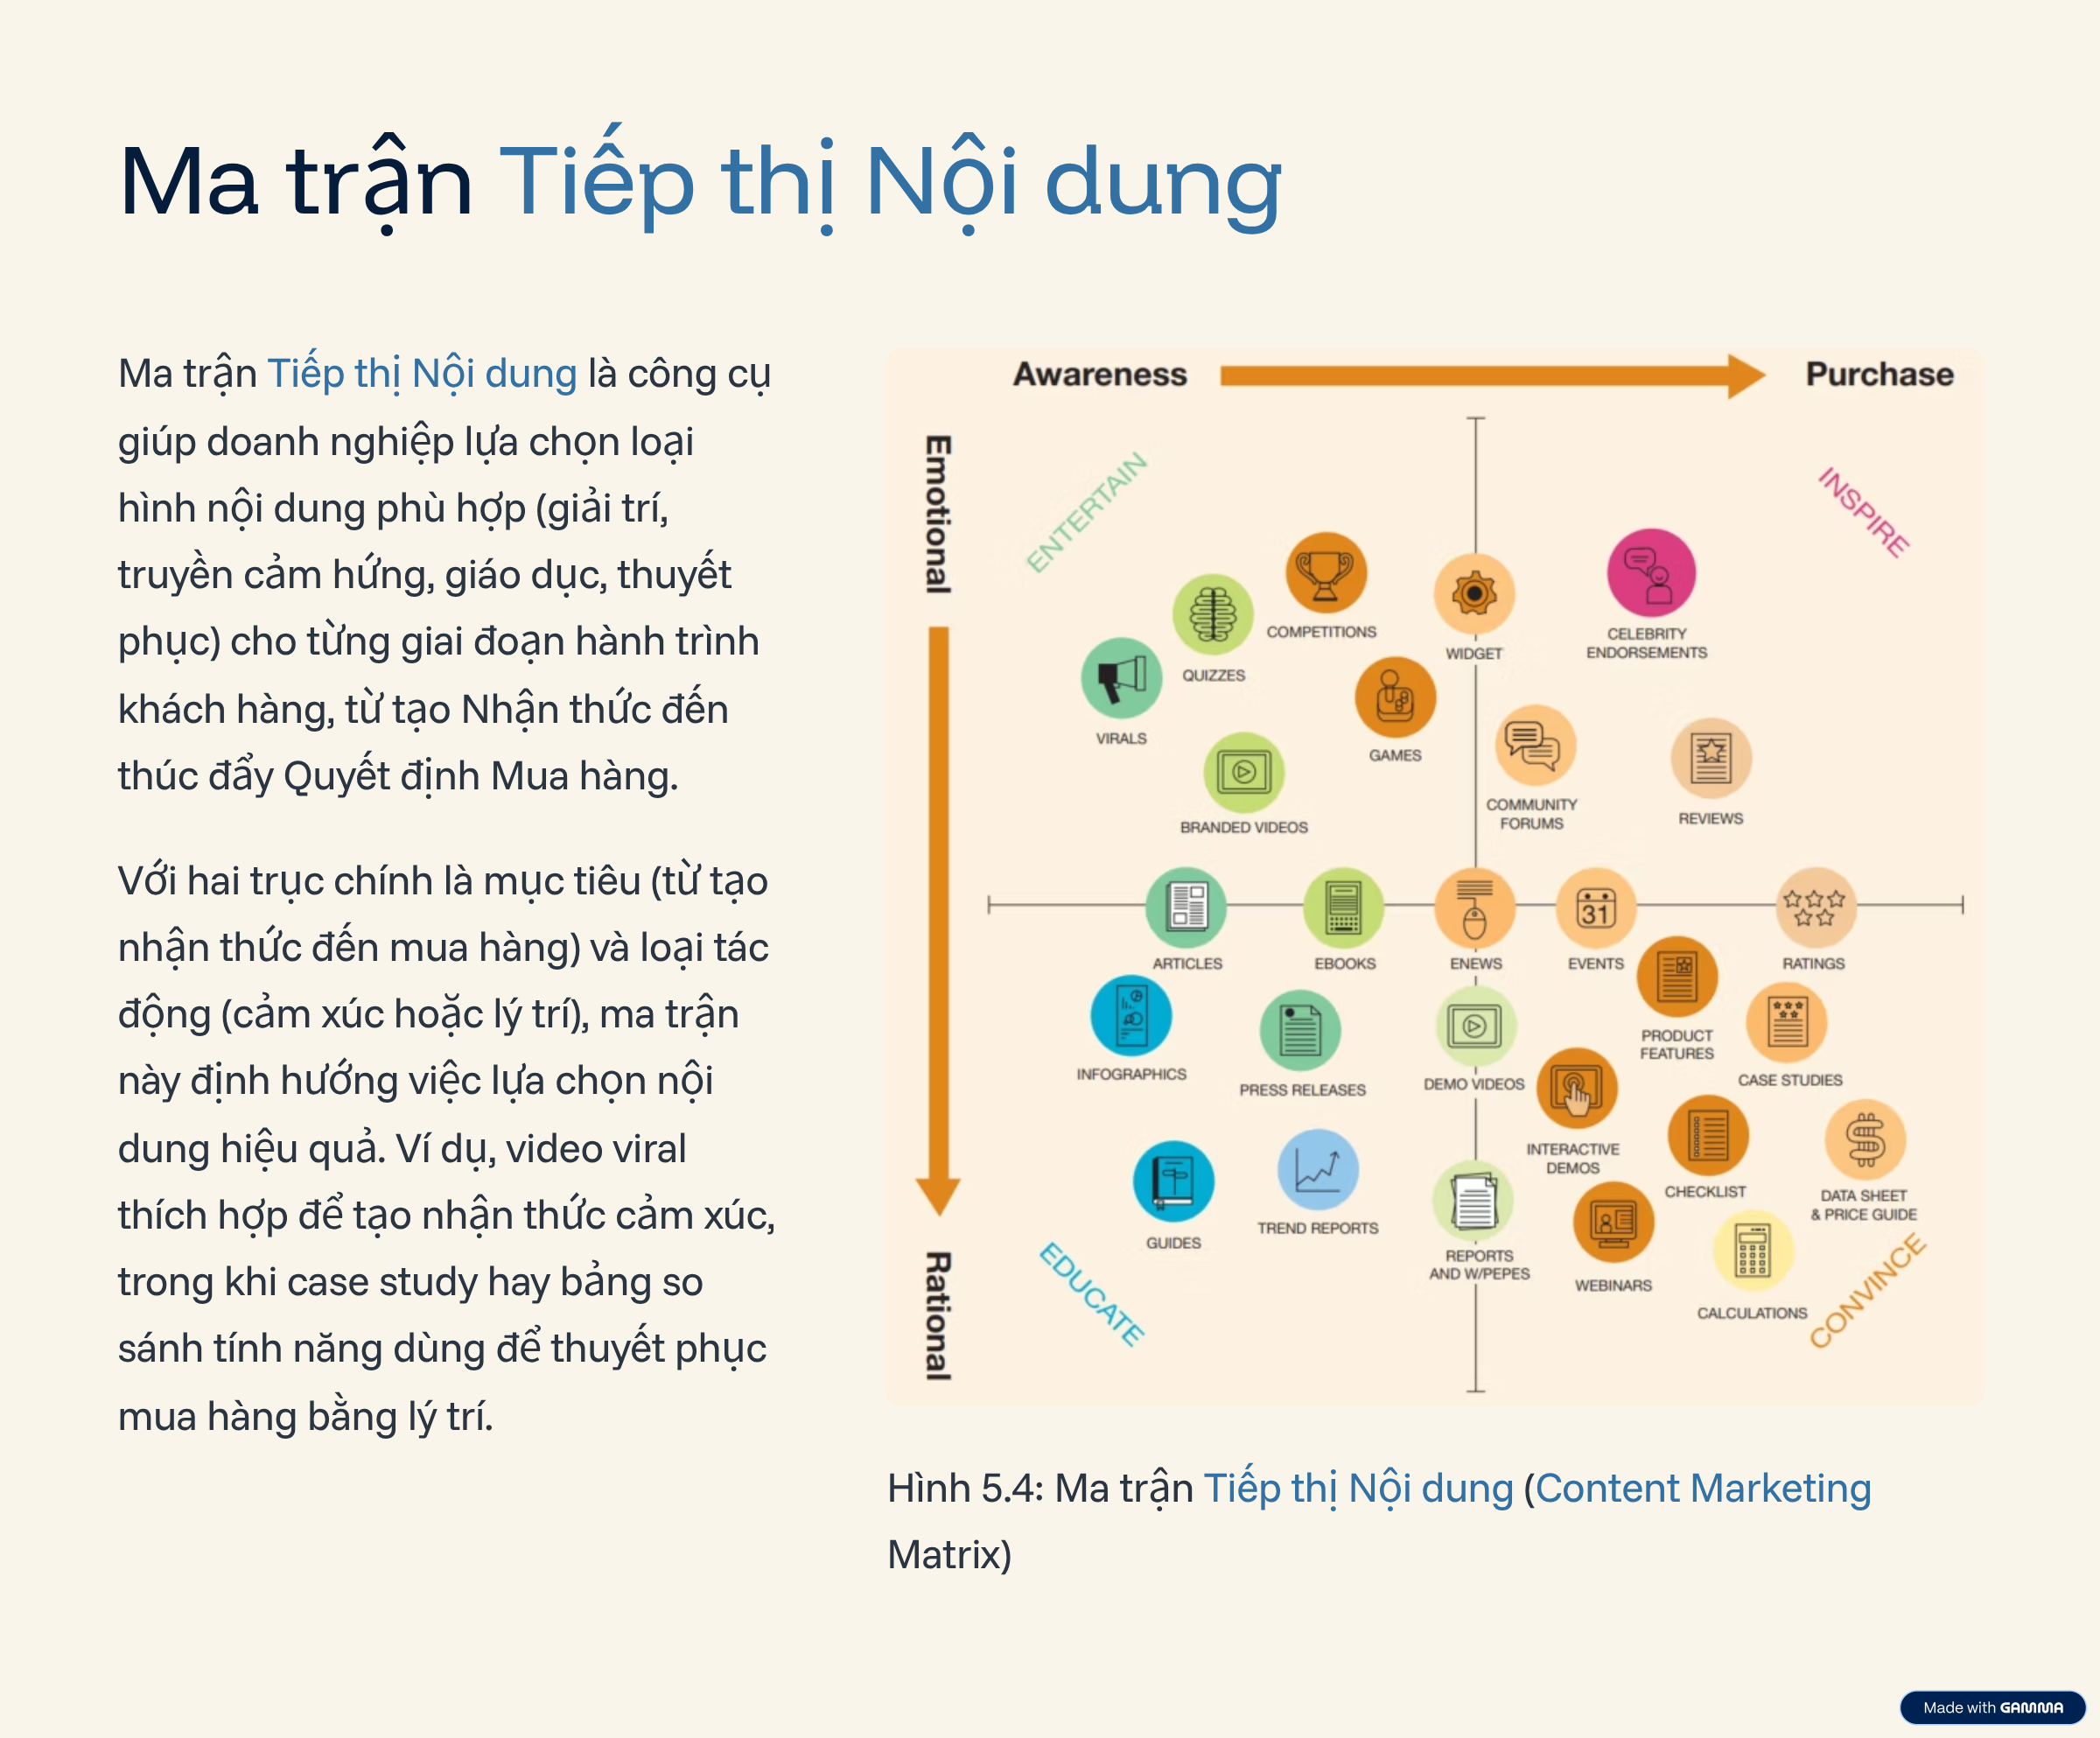 Ma trận Tiếp thị Nội dung
Ma trận Tiếp thị Nội dung là công cụ
giúp doanh nghiệp lựa chọn loại
hình nội dung phù hợp (giải trí,
truyền cảm hứng, giáo dục, thuyết
phục) cho từng giai đoạn hành trình
khách hàng, từ tạo Nhận thức đến
thúc đẩy Quyết định Mua hàng.
Với hai trục chính là mục tiêu (từ tạo
nhận thức đến mua hàng) và loại tác
động (cảm xúc hoặc lý trí), ma trận
này định hướng việc lựa chọn nội
dung hiệu quả. Ví dụ, video viral
thích hợp để tạo nhận thức cảm xúc,
trong khi case study hay bảng so
sánh tính năng dùng để thuyết phục
mua hàng bằng lý trí.
Awareness
Purchase
Emotional
Rational
ENTERTAIN
INSPIRE
COMPETITIONS
WIDGET
CELEBRITY
ENDORSEMENTS
QUIZZES
VIRALS
GAMES
COMMUNITY
FORUMS
REVIEWS
BRANDED VIDEOS
31
ARTICLES
EBOOKS
ENEWS
EVENTS
RATINGS
PRODUCT
FEATURES
INFOGRAPHICS
PRESS RELEASES
DEMO VIDEOS
CASE STUDIES
INTERACTIVE
DEMOS
CHECKLIST
DATA SHEET
& PRICE GUIDE
GUIDES
TREND REPORTS
REPORTS
AND W/PEPES
WEBINARS
CALCULATIONS
EDUCATE
CONVINCE
Hình 5.4: Ma trận Tiếp thị Nội dung (Content Marketing
Matrix)
Made with GAMMA